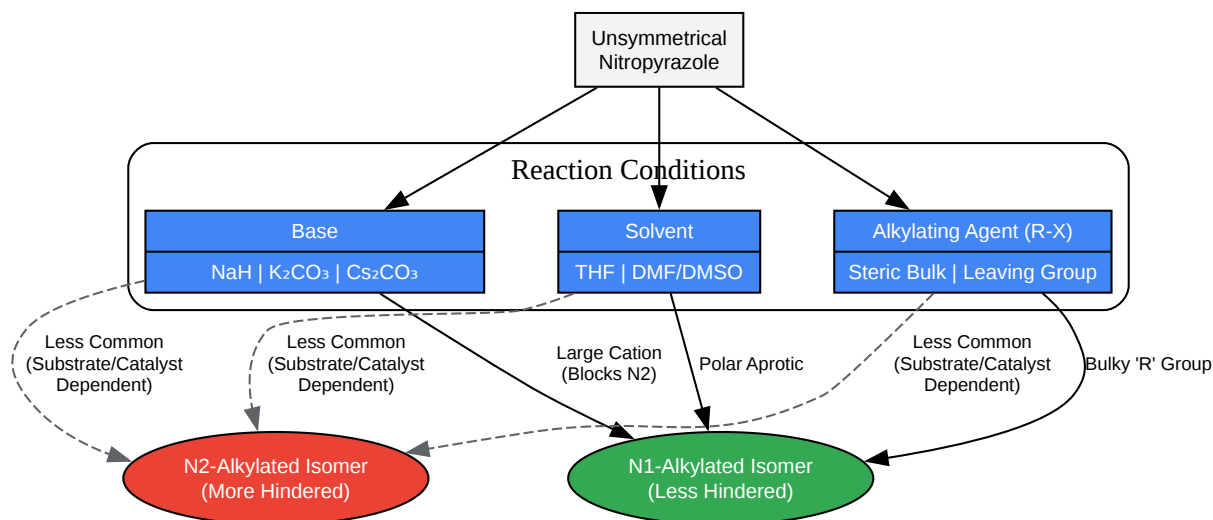 Unsymmetrical
Nitropyrazole
Reaction Conditions
Base
NaH | K₂CO₃ | Cs₂CO₃
Solvent
THF | DMF/DMSO
Alkylating Agent (R-X)
Steric Bulk | Leaving Group
Less Common
(Substrate/Catalyst
Dependent)
Less Common
(Substrate/Catalyst
Dependent)
Large Cation
(Blocks N2)
Polar Aprotic
Less Common
(Substrate/Catalyst
Dependent)
Bulky 'R' Group
N2-Alkylated Isomer
(More Hindered)
N1-Alkylated Isomer
(Less Hindered)